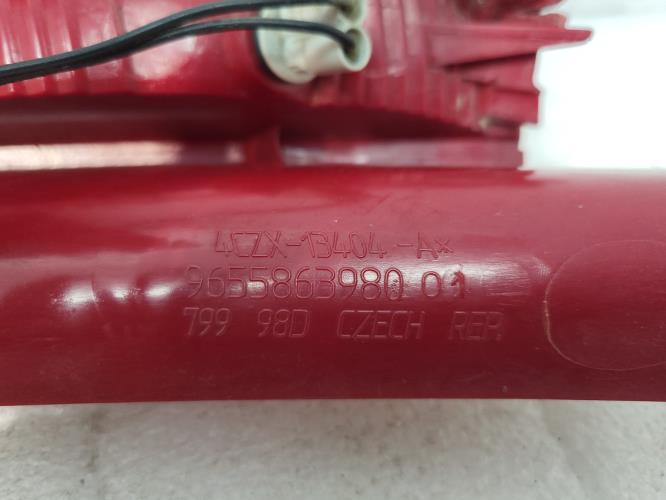 4CZX-13404-A*
9655863980 01
799 98D CZECH REP.